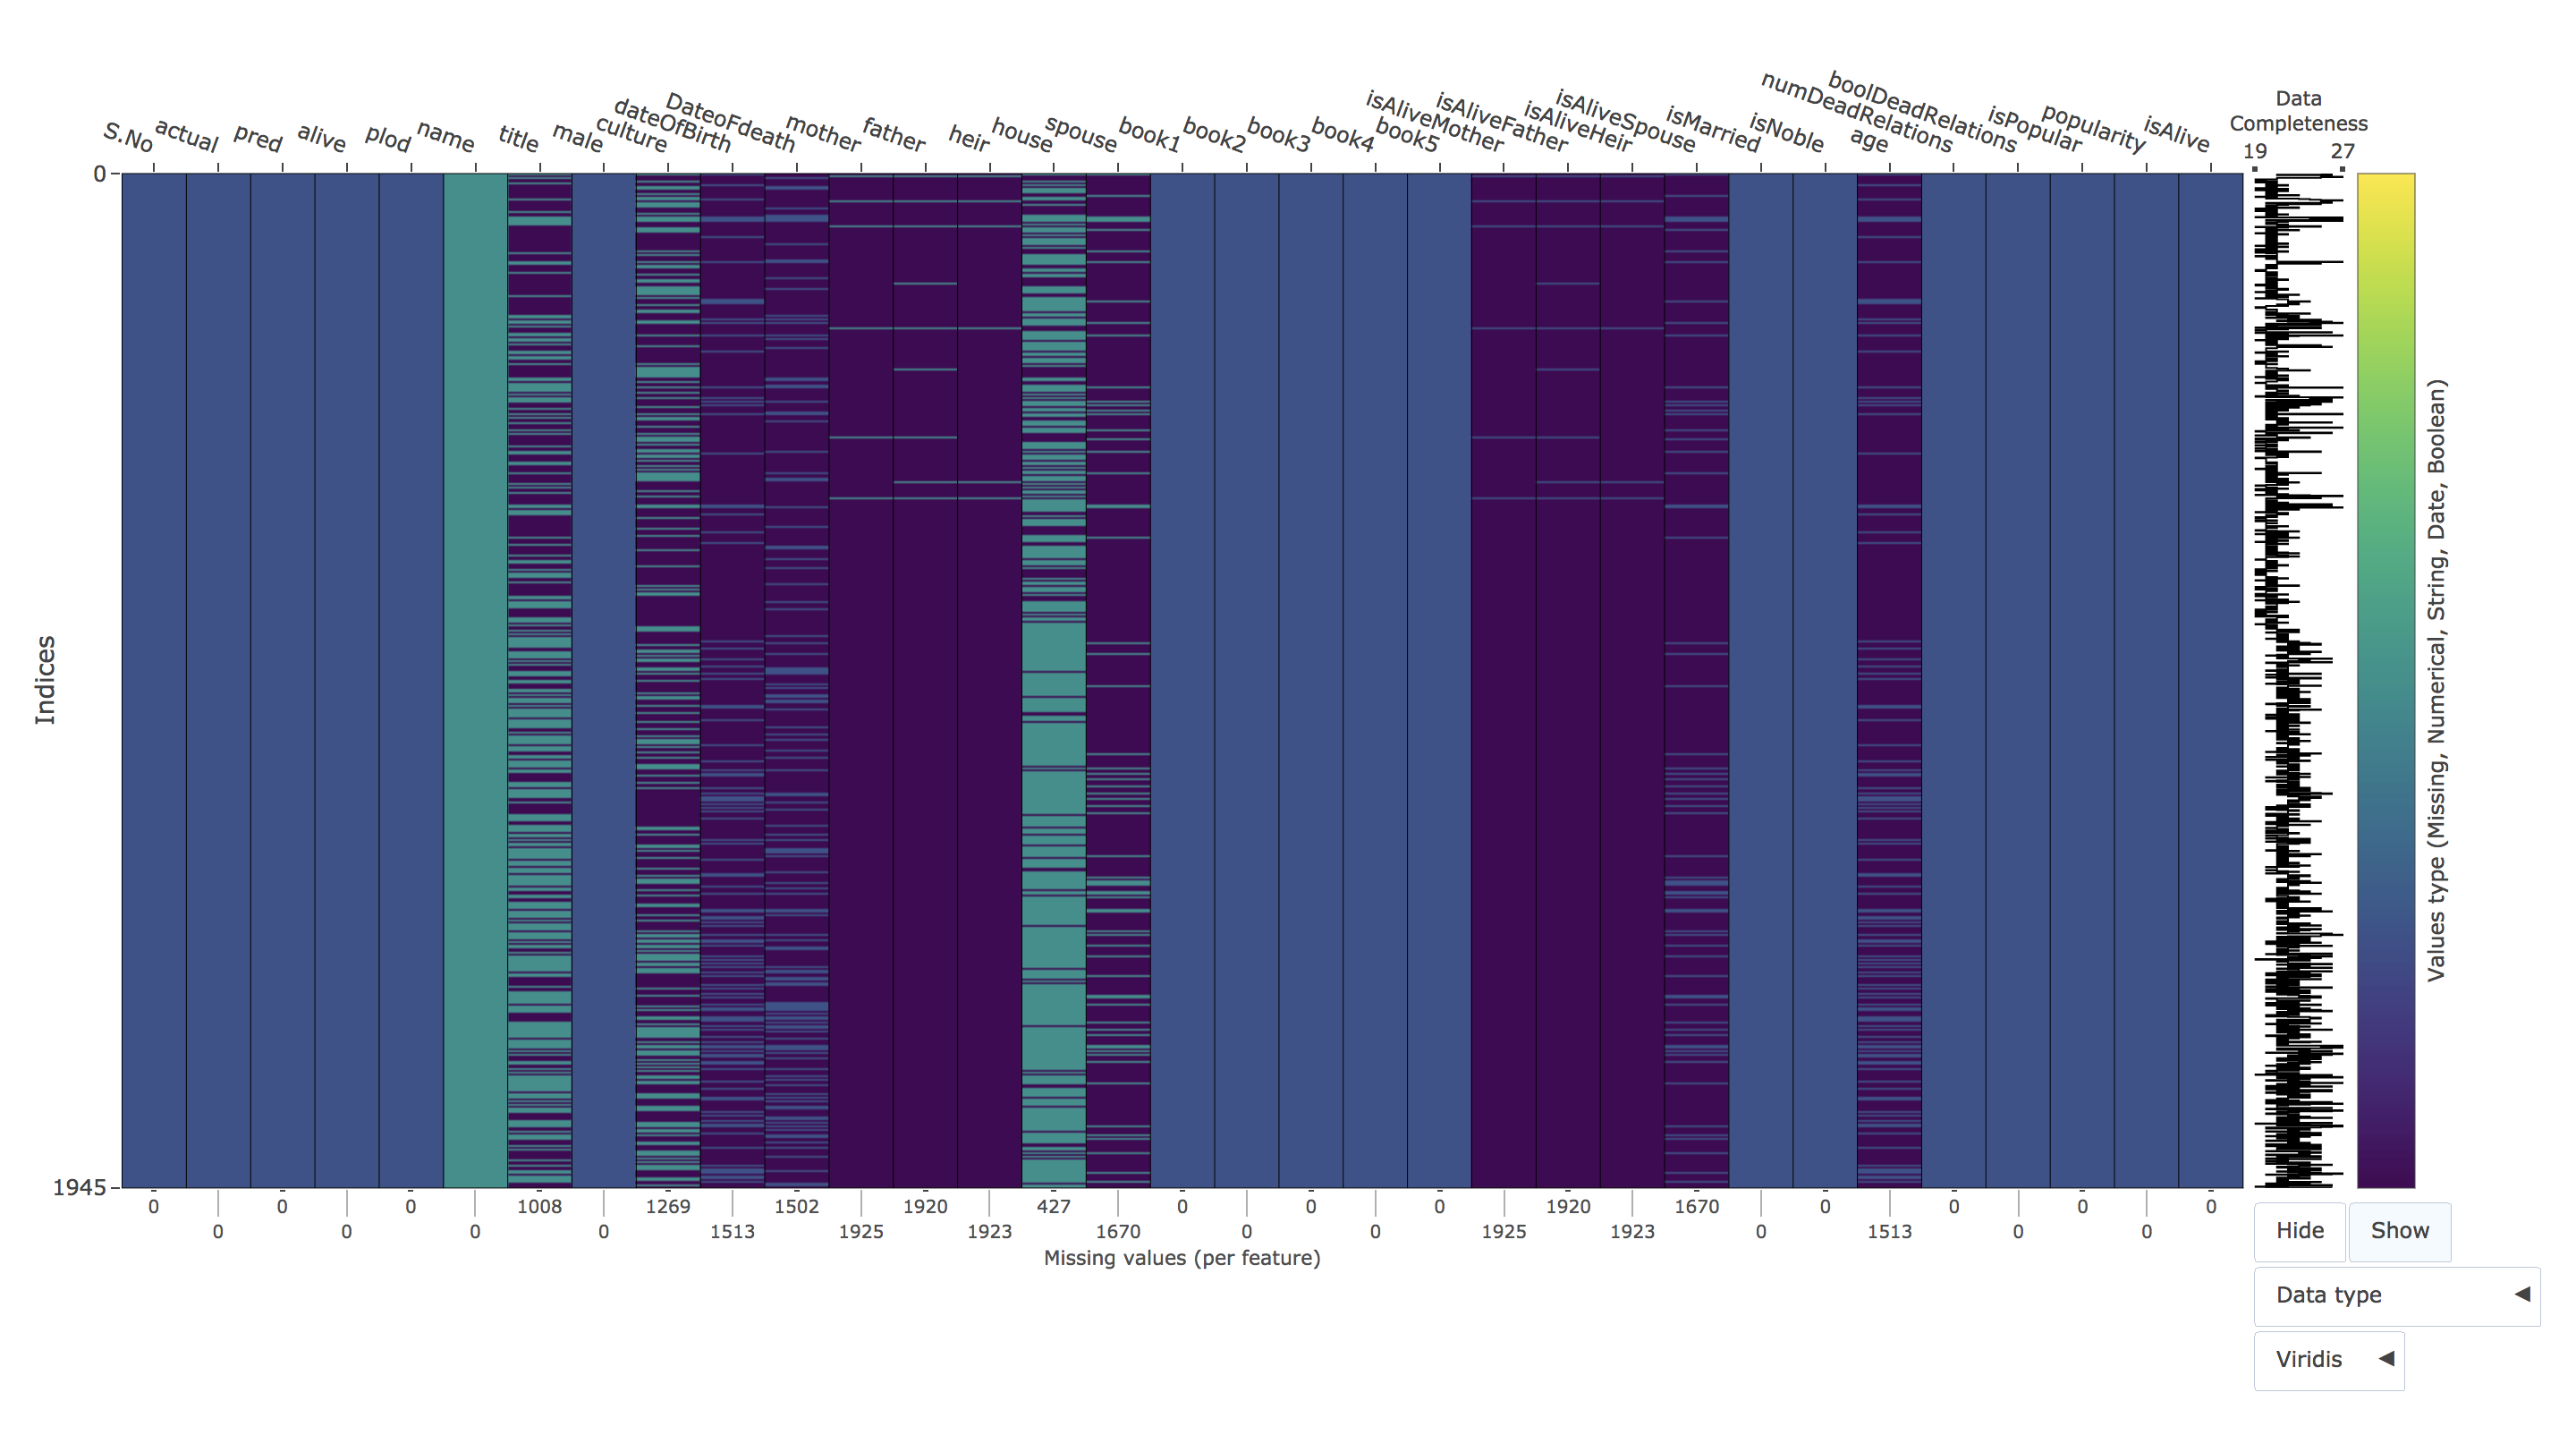 S.No
actual
pred
alive
plod
name
title
male
culture
dateOfBirth
DateoFdeath
mother
father
heir
house
spouse
book1
book2
book3
book4
book5
isAliveMother
isAliveFather
isAliveHeir
isAliveSpouse
isMarried
isNoble
age
numDeadRelations
boolDeadRelations
isPopular
popularity
isAlive
Data
Completeness
19 27
0
1945
Indices
Values type (Missing, Numerical, String, Date, Boolean)
0 0 0 1008 1269 1502 1920 427 0 0 0 1920 1670 0 0 0 0
0 0 0 0 1513 1925 1923 1670 0 0 1925 1923 0 1513 0 0
Missing values (per feature)
Hide Show
Data type ◀
Viridis ◀